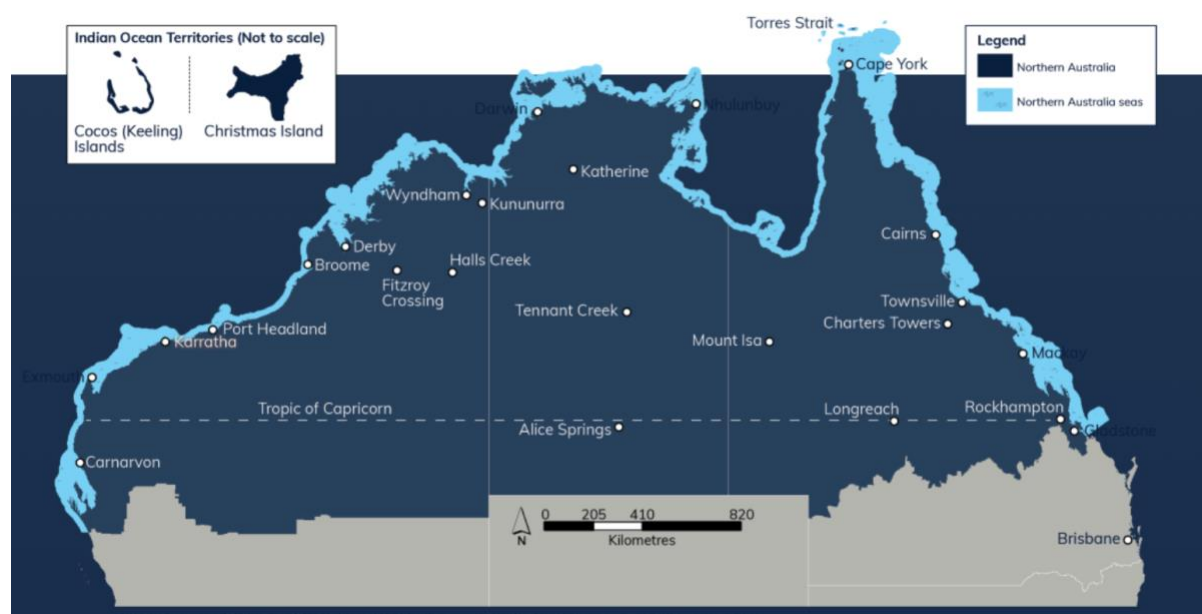 Indian Ocean Territories (Not to scale)
Cocos (Keeling)
Islands
Christmas Island
Torres Strait
Legend
Northern Australia
Northern Australia seas
Cape York
Darwin
Nhulunbuy
Katherine
Wyndham
Kununurra
Cairns
Derby
Broome
Halls Creek
Fitzroy
Crossing
Tennant Creek
Townsville
Charters Towers
Port Headland
Karratha
Mount Isa
Mackay
Exmouth
Tropic of Capricorn
Longreach
Rockhampton
Alice Springs
Gladstone
Carnarvon
0 205 410 820
N
Kilometres
Brisbane